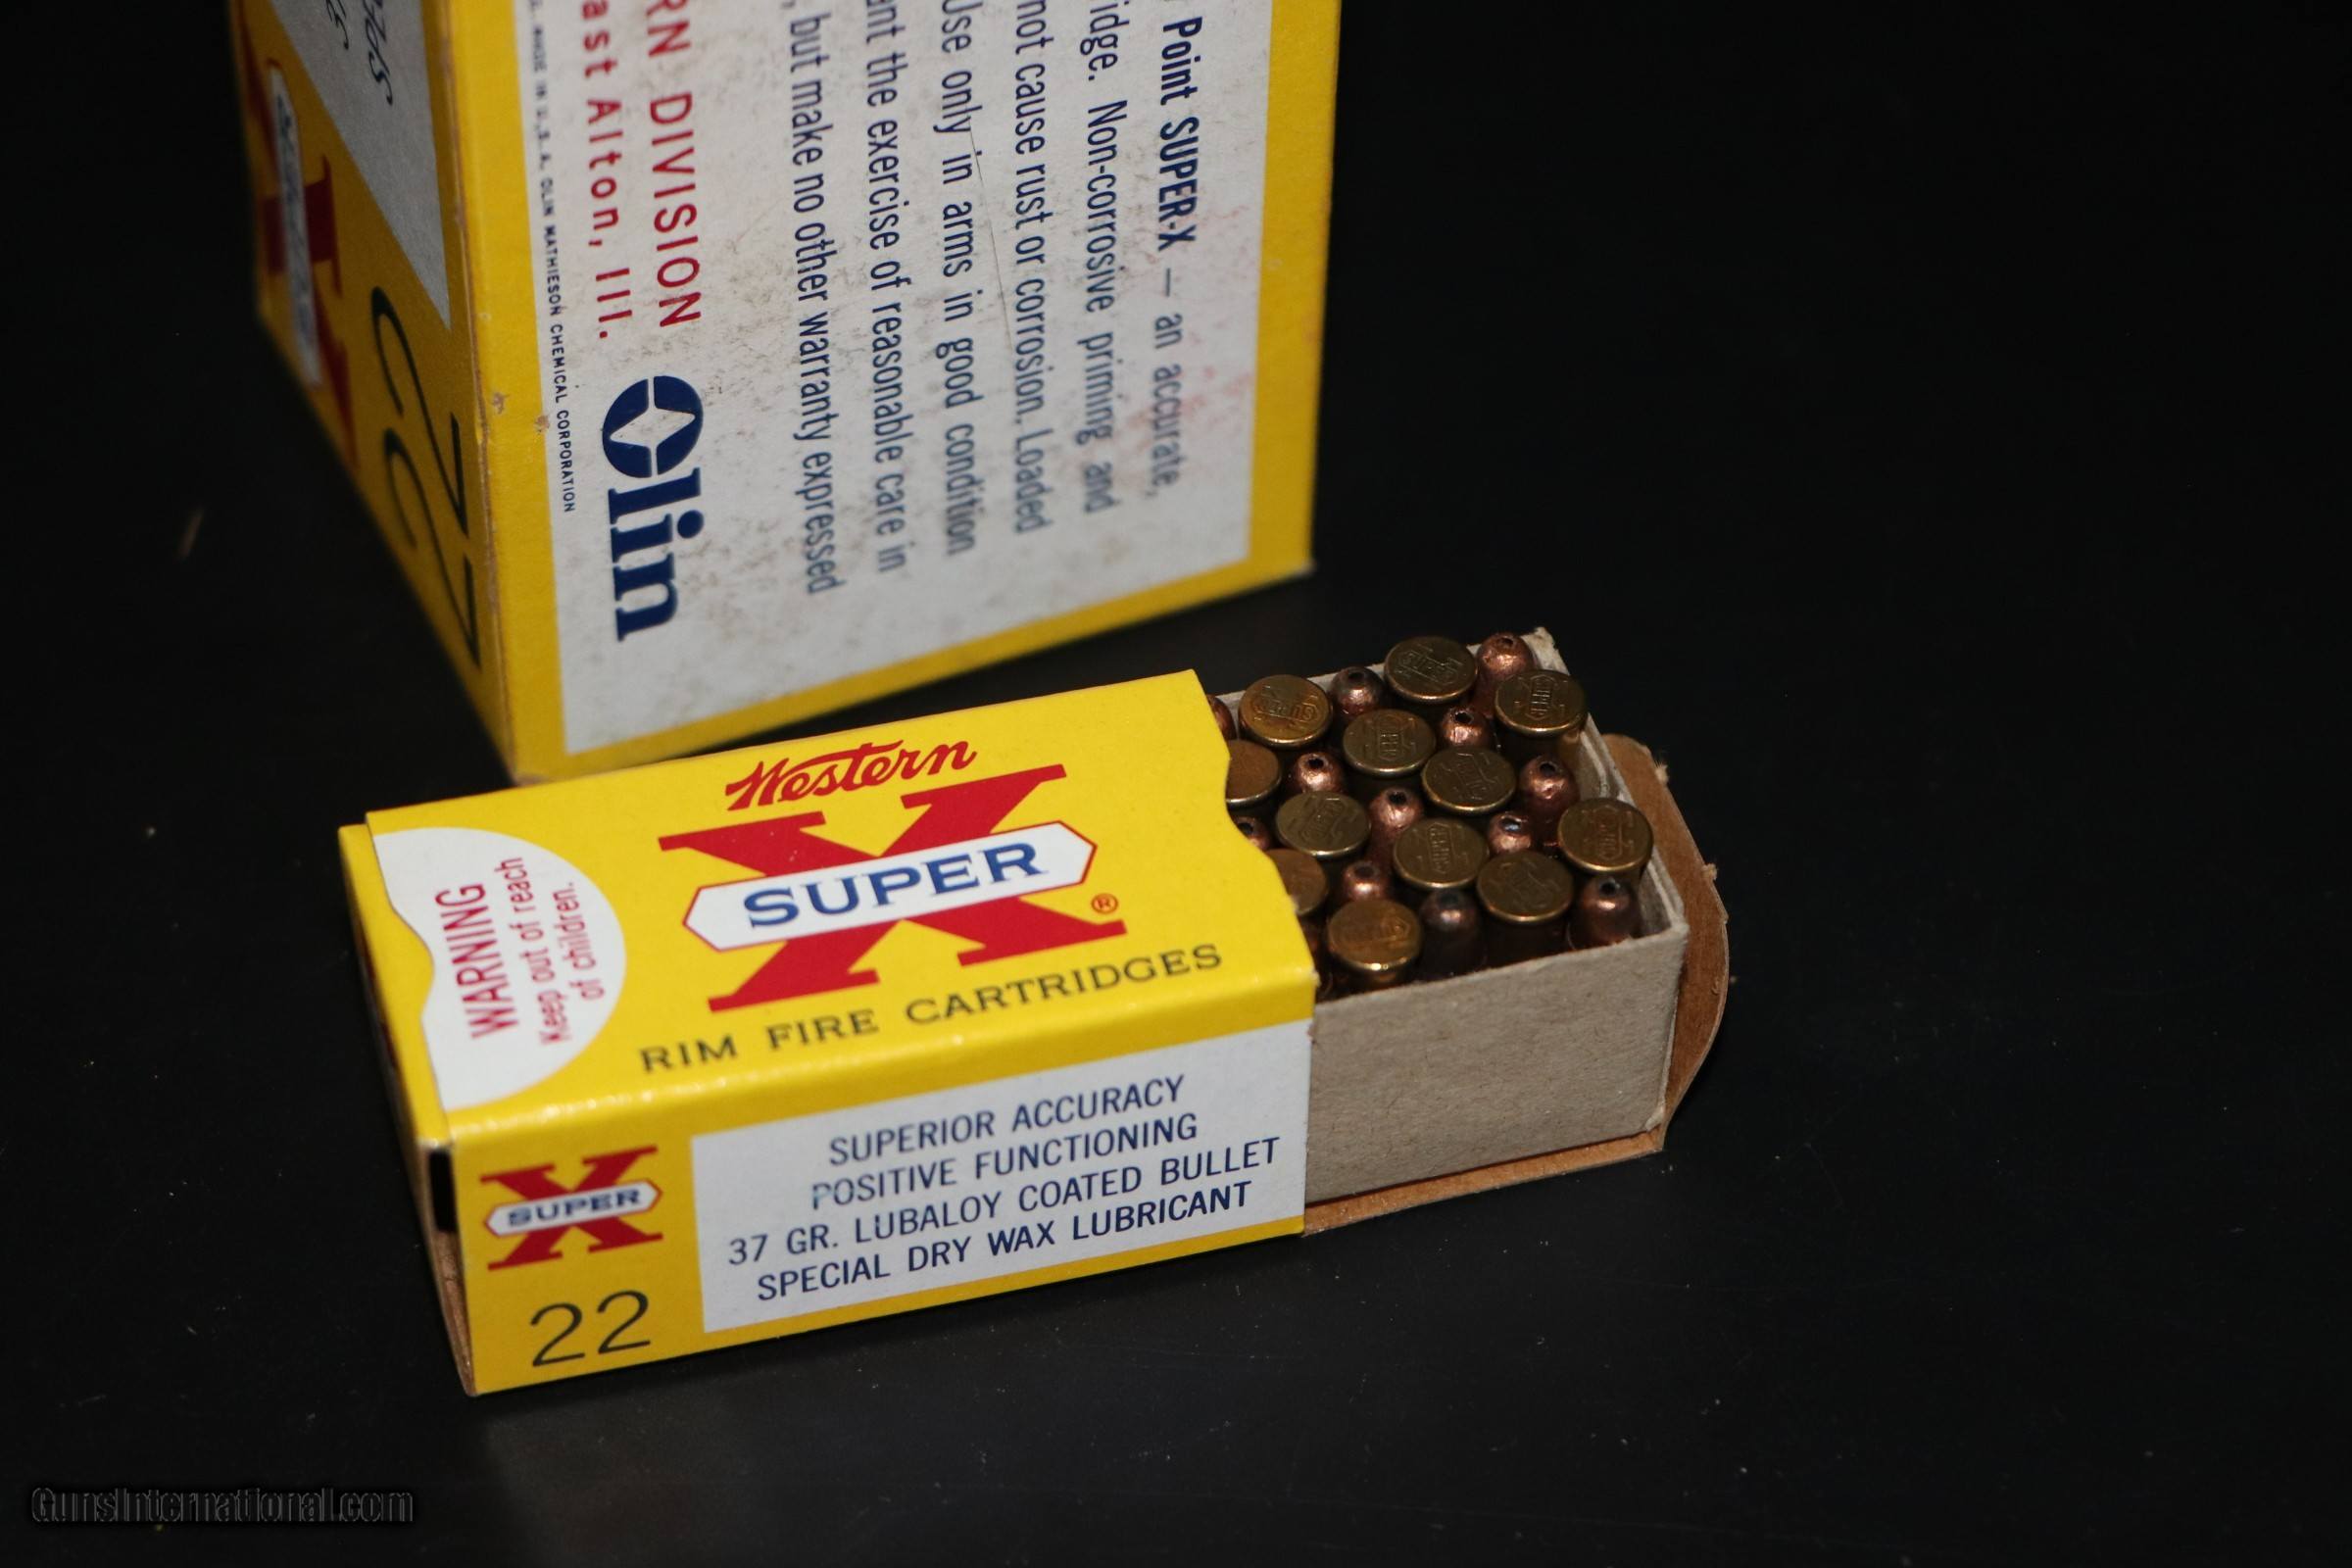 Point SUPER-X — an accurate,
idge. Non-corrosive priming and
not cause rust or corrosion. Loaded
Use only in arms in good condition
ant the exercise of reasonable care in
, but make no other warranty expressed
RN DIVISION
ast Alton, Ill.
Olin
MADE IN U.S.A. OLIN MATHIESON CHEMICAL CORPORATION
22
Western
SUPER X ®
RIM FIRE CARTRIDGES
WARNING
Keep out of reach
of children.
SUPER X
22
SUPERIOR ACCURACY
POSITIVE FUNCTIONING
37 GR. LUBALOY COATED BULLET
SPECIAL DRY WAX LUBRICANT
GunsInternational.com